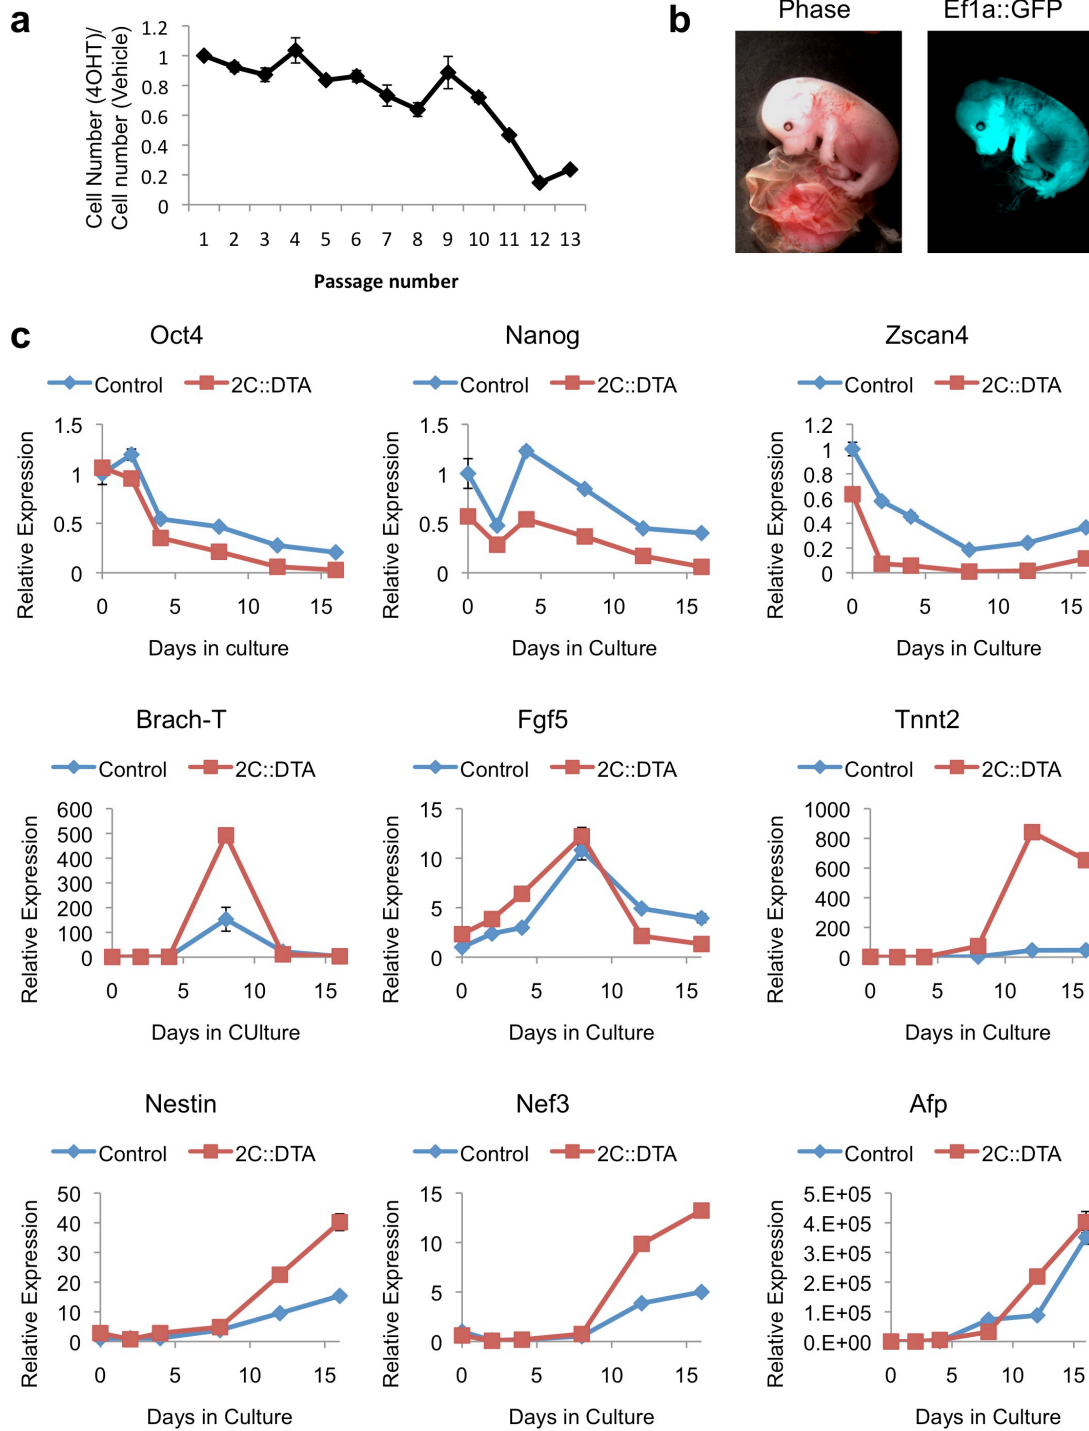 a
Cell Number (4OHT)/
Cell number (Vehicle)
1.2
1
0.8
0.6
0.4
0.2
0
1 2 3 4 5 6 7 8 9 10 11 12 13
Passage number
b
Phase
Ef1a::GFP
c
Oct4
Control 2C::DTA
Relative Expression
1.5
1
0.5
0
0 5 10 15
Days in culture
Nanog
Control 2C::DTA
Relative Expression
1.5
1
0.5
0
0 5 10 15
Days in Culture
Zscan4
Control 2C::DTA
Relative Expression
1.2
1
0.8
0.6
0.4
0.2
0
0 5 10 15
Days in Culture
Brach-T
Control 2C::DTA
Relative Expression
600
500
400
300
200
100
0
0 5 10 15
Days in CUlture
Fgf5
Control 2C::DTA
Relative Expression
15
10
5
0
0 5 10 15
Days in Culture
Tnnt2
Control 2C::DTA
Relative Expression
1000
800
600
400
200
0
0 5 10 15
Days in Culture
Nestin
Control 2C::DTA
Relative Expression
50
40
30
20
10
0
0 5 10 15
Days in Culture
Nef3
Control 2C::DTA
Relative Expression
15
10
5
0
0 5 10 15
Days in Culture
Afp
Control 2C::DTA
Relative Expression
5.E+05
4.E+05
3.E+05
2.E+05
1.E+05
0.E+00
0 5 10 15
Days in Culture